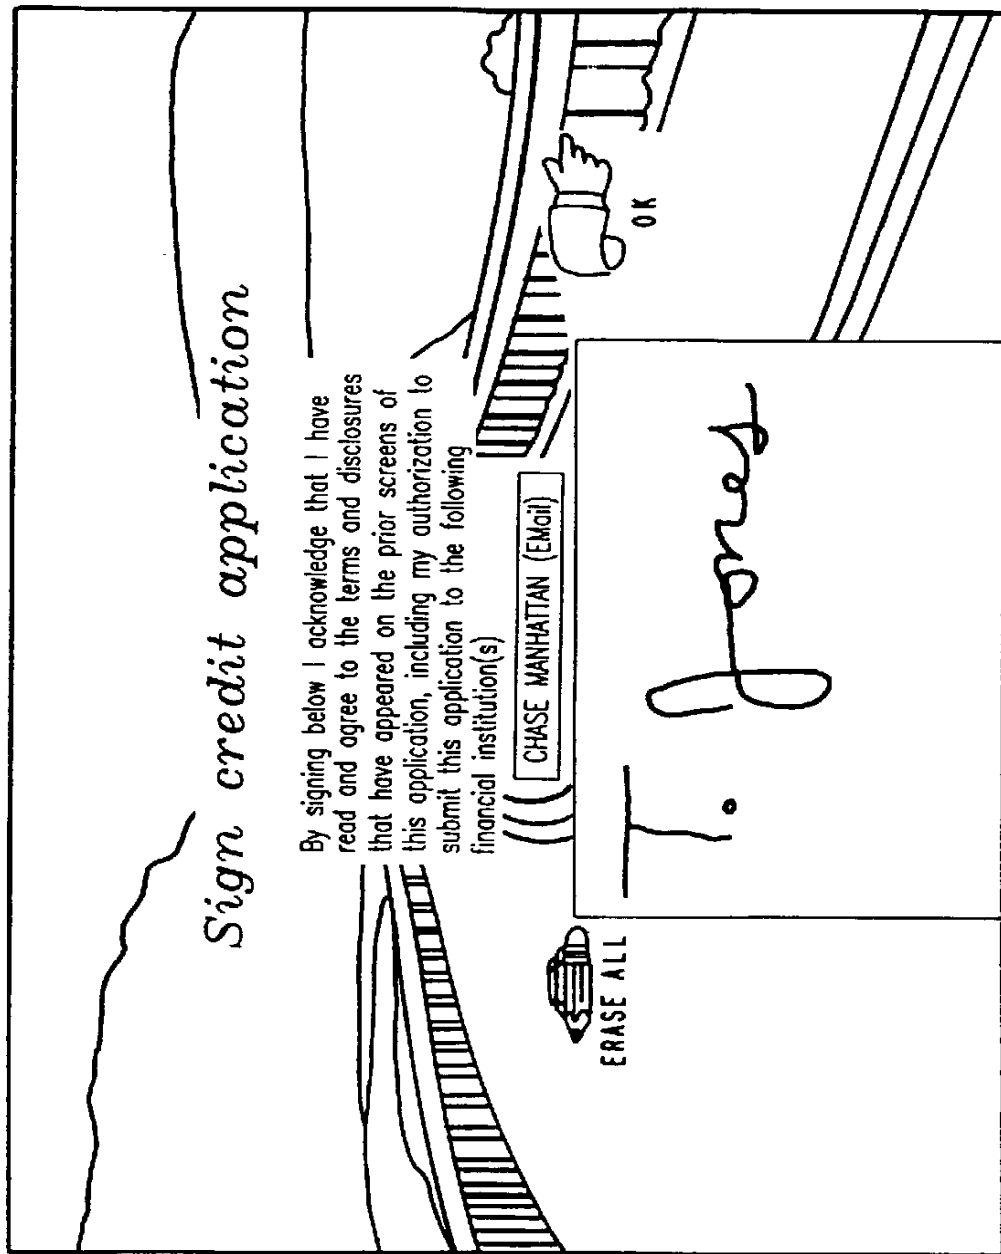 Sign credit application
By signing below I acknowledge that I have
read and agree to the terms and disclosures
that have appeared on the prior screens of
this application, including my authorization to
submit this application to the following
financial institution(s)
CHASE MANHATTAN (EMail)
ERASE ALL
T. Jones
OK